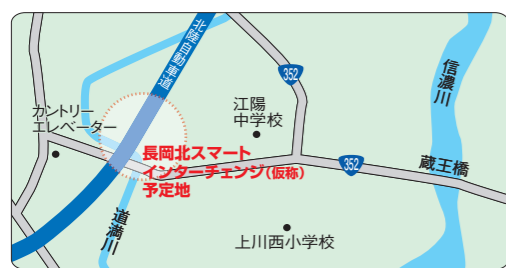 北陸自動車道
352
信濃川
カントリー
エレベーター
江陽
中学校
長岡北スマート
インターチェンジ(仮称)
予定地
352
蔵王橋
道満川
上川西小学校